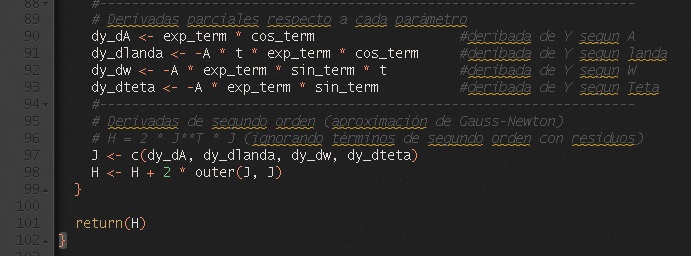 88 #----------------------------------------------------------------------
89 # Derivadas parciales respecto a cada parámetro
90 dy_dA <- exp_term * cos_term #deribada de Y segun A
91 dy_dlanda <- -A * t * exp_term * cos_term #deribada de Y segun landa
92 dy_dw <- -A * exp_term * sin_term * t #deribada de Y segun W
93 dy_dteta <- -A * exp_term * sin_term #deribada de Y segun Teta
94 #----------------------------------------------------------------------
95 # Derivadas de segundo orden (aproximación de Gauss-Newton)
96 # H = 2 * J**T * J (ignorando términos de segundo orden con residuos)
97 J <- c(dy_dA, dy_dlanda, dy_dw, dy_dteta)
98 H <- H + 2 * outer(J, J)
99 }
100
101 return(H)
102 }